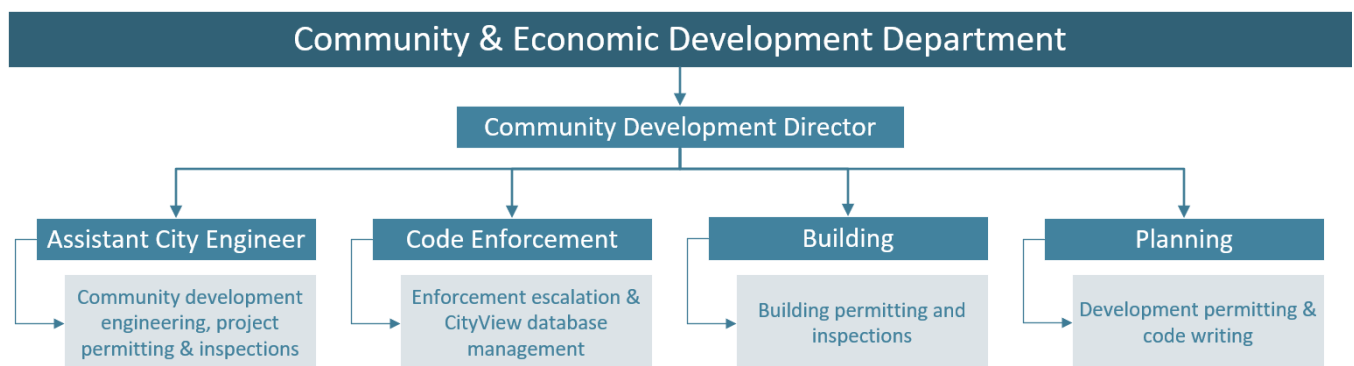 Community & Economic Development Department
Community Development Director
Assistant City Engineer
Code Enforcement
Building
Planning
Community development
engineering, project
permitting & inspections
Enforcement escalation &
CityView database
management
Building permitting and
inspections
Development permitting &
code writing